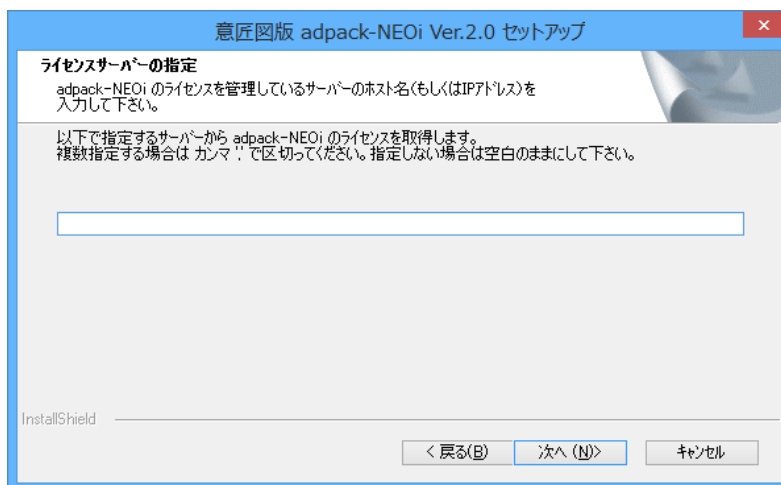 意匠図版 adpack-NEOi Ver.2.0 セットアップ
ライセンスサーバーの指定
adpack-NEOi のライセンスを管理しているサーバーのホスト名(もしくはIPアドレス)を
入力して下さい。
以下で指定するサーバーから adpack-NEOi のライセンスを取得します。
複数指定する場合は カンマ ',' で区切ってください。指定しない場合は空白のままにして下さい。
InstallShield
< 戻る(B)
次へ (N)>
キャンセル